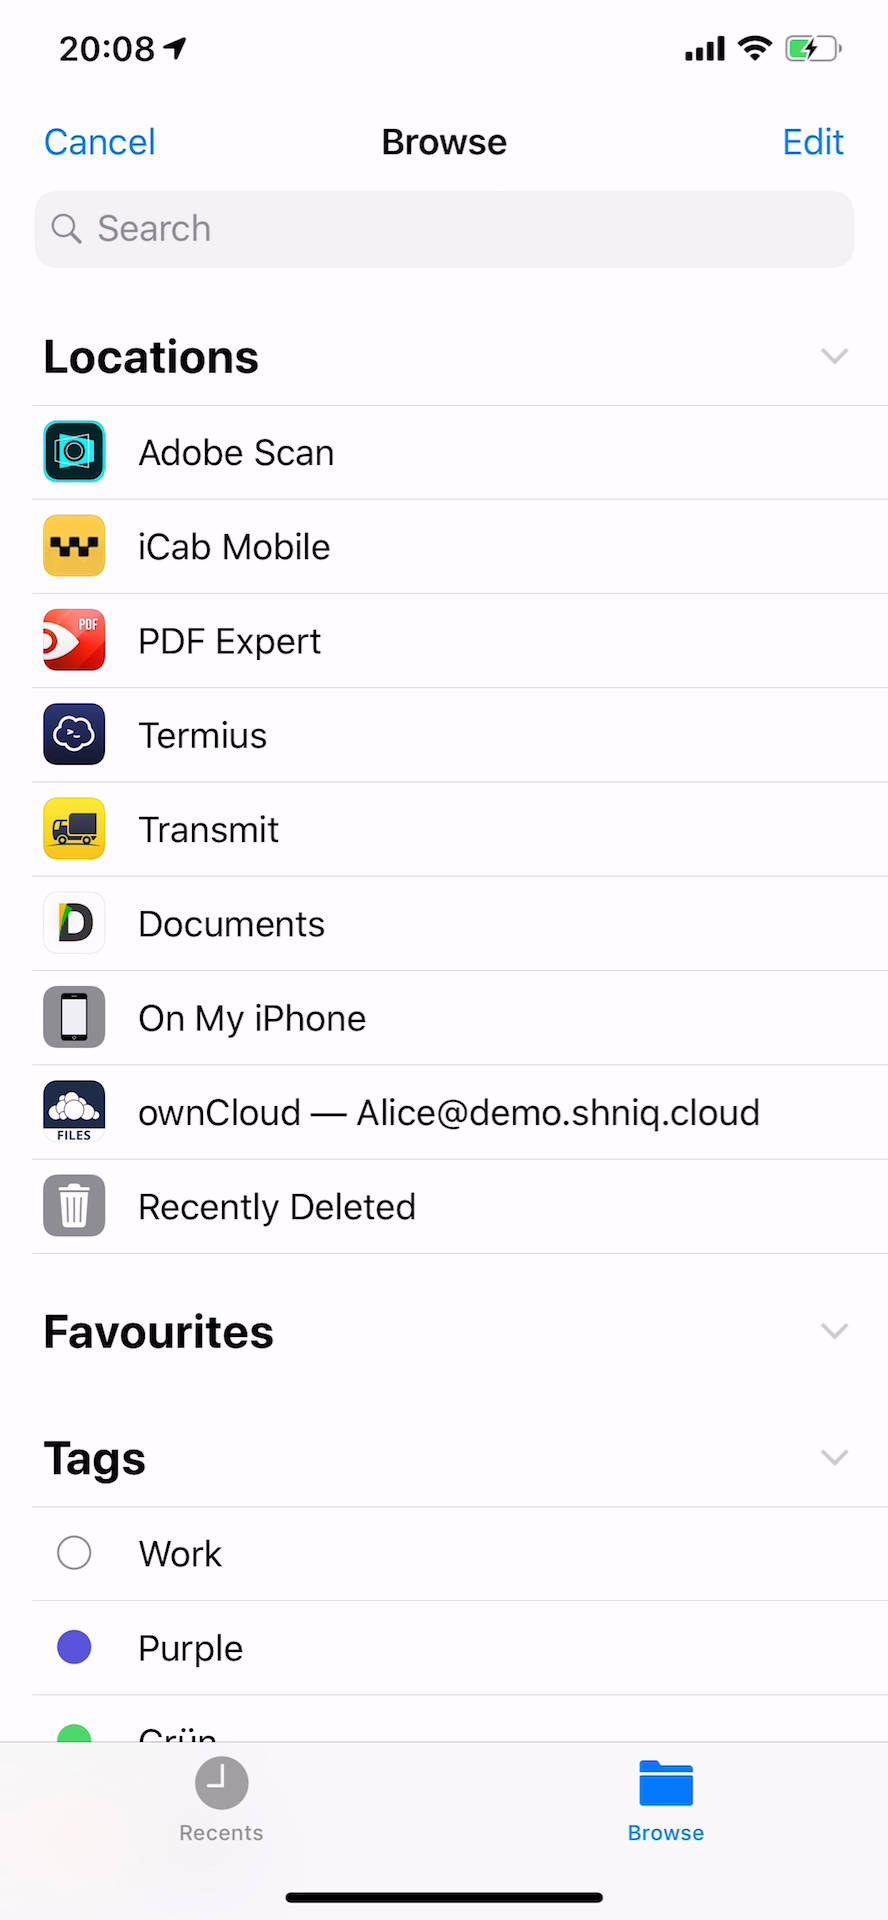 20:08
Cancel Browse Edit
Search
Locations
Adobe Scan
iCab Mobile
PDF
PDF Expert
Termius
Transmit
D
Documents
On My iPhone
FILES
ownCloud — Alice@demo.shniq.cloud
Recently Deleted
Favourites
Tags
Work
Purple
Grün
Recents Browse